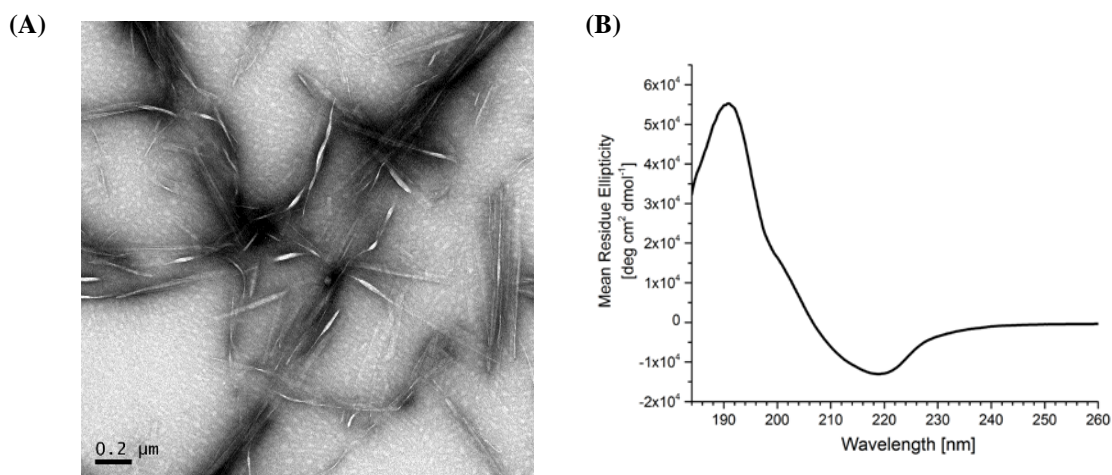 (A)
(B)
0.2 μm
Mean Residue Ellipticity
[deg cm² dmol⁻¹]
6x10⁴
5x10⁴
4x10⁴
3x10⁴
2x10⁴
1x10⁴
0
-1x10⁴
-2x10⁴
190 200 210 220 230 240 250 260
Wavelength [nm]